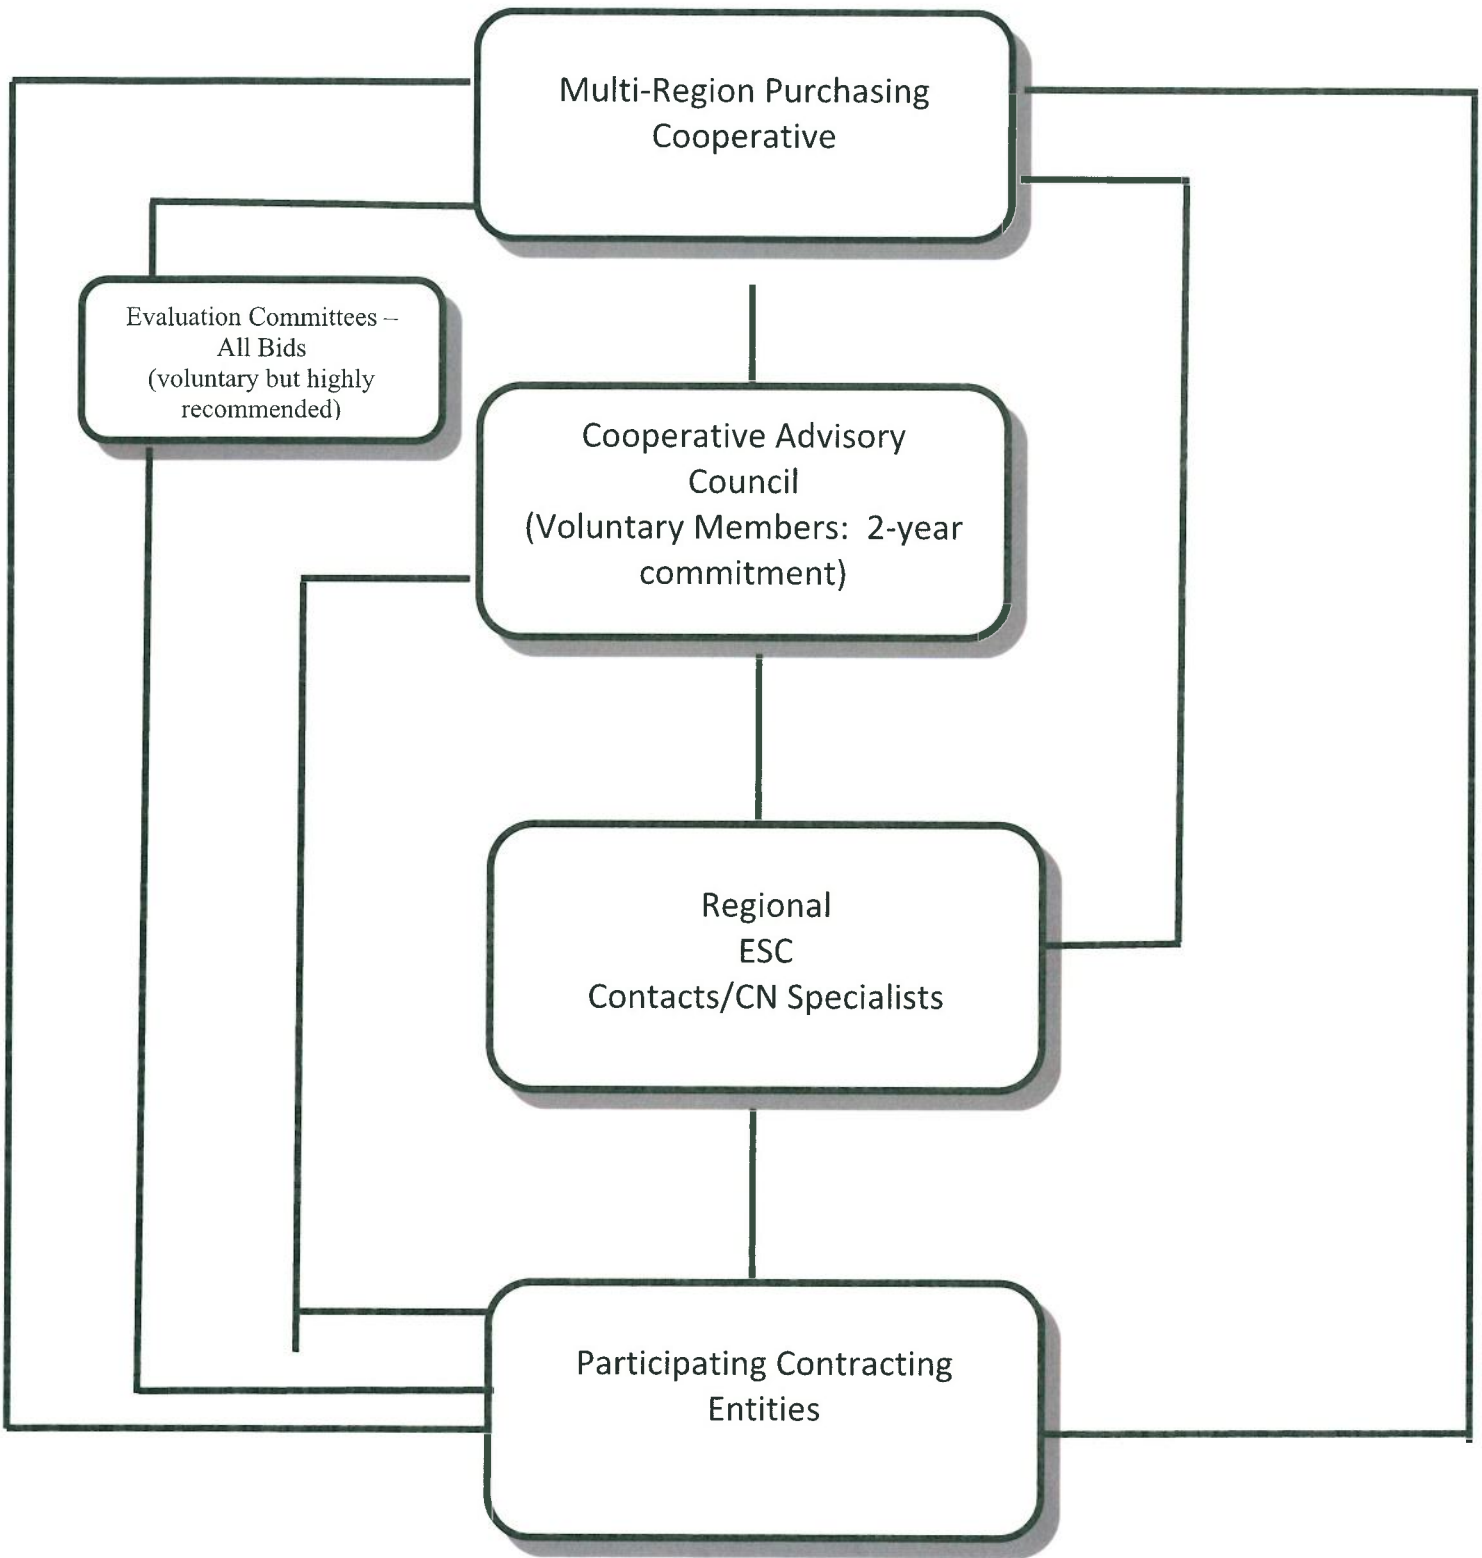 Multi-Region Purchasing
Cooperative
Evaluation Committees –
All Bids
(voluntary but highly
recommended)
Cooperative Advisory
Council
(Voluntary Members:  2-year
commitment)
Regional
ESC
Contacts/CN Specialists
Participating Contracting
Entities